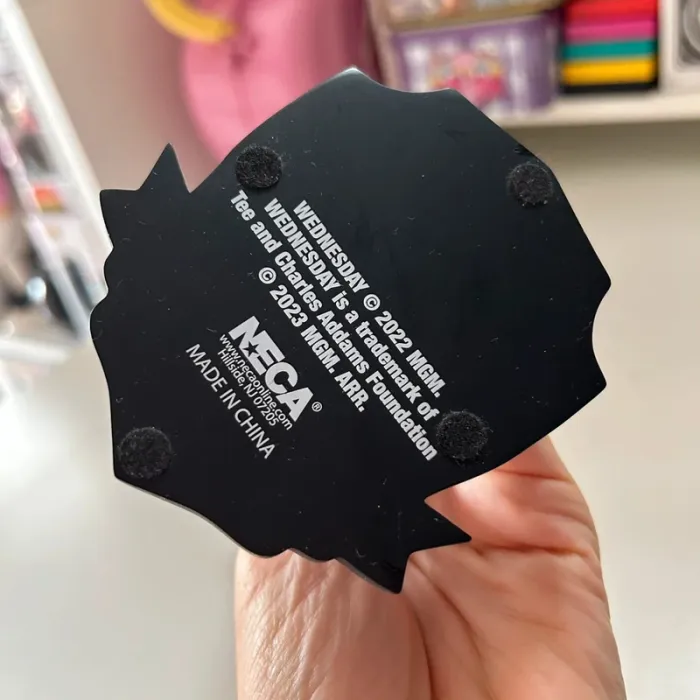 WEDNESDAY © 2022 MGM.
WEDNESDAY is a trademark of
Tee and Charles Addams Foundation
© 2023 MGM. ARR.
NECA®
www.necaonline.com
Hillside, NJ 07205
MADE IN CHINA